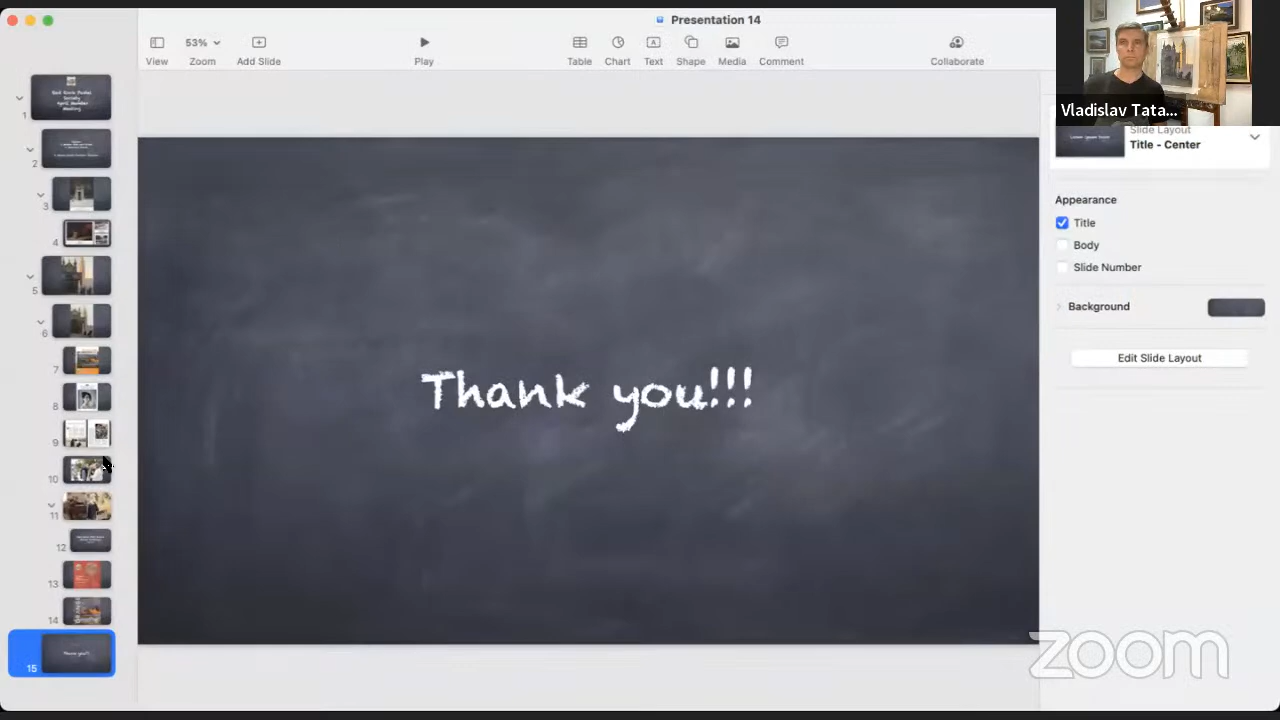 Presentation 14
53%
View
Zoom
Add Slide
Play
Table
Chart
Text
Shape
Media
Comment
Collaborate
Vladislav Tata...
Slide Layout
Title - Center
Appearance
Title
Body
Slide Number
Background
Edit Slide Layout
1
2
3
4
5
6
7
8
9
10
11
12
13
14
15
Thank you!!!
zoom